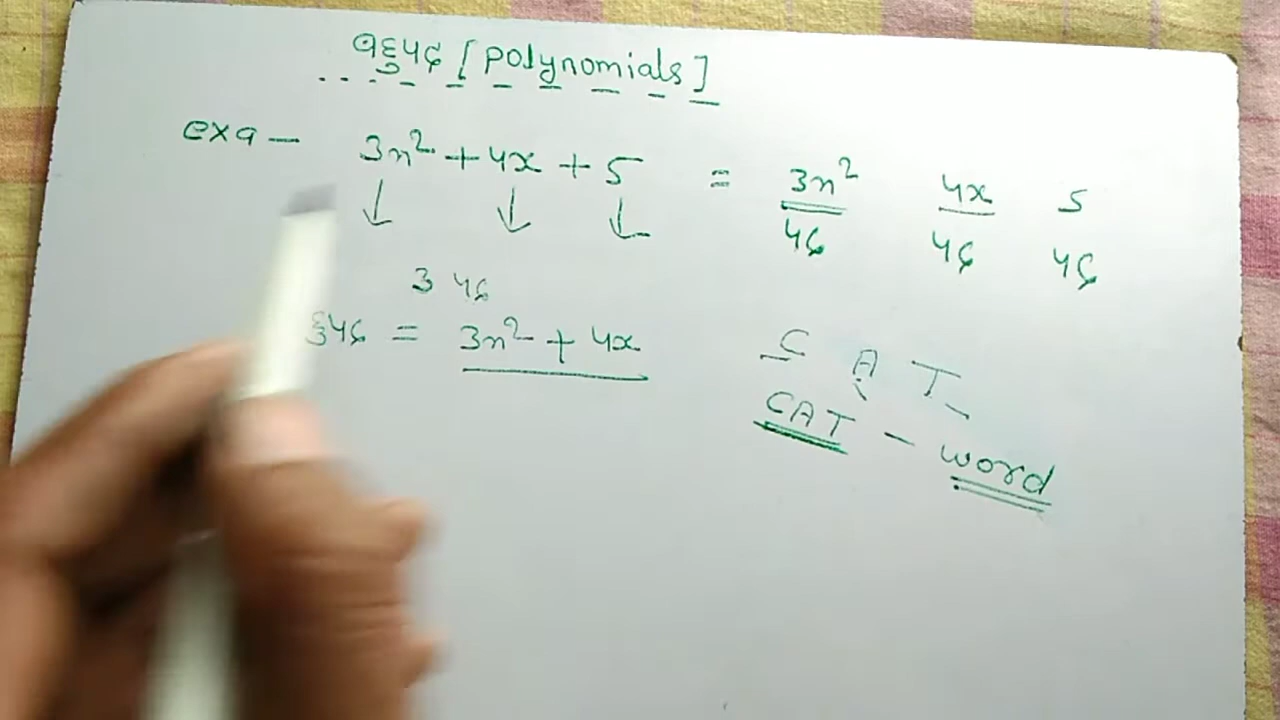 बहुपद [Polynomials]
exa - 3x² + 4x + 5 = 3x² 4x 5
पद पद पद
3 पद
हुपद = 3x² + 4x
C A T
CAT - word